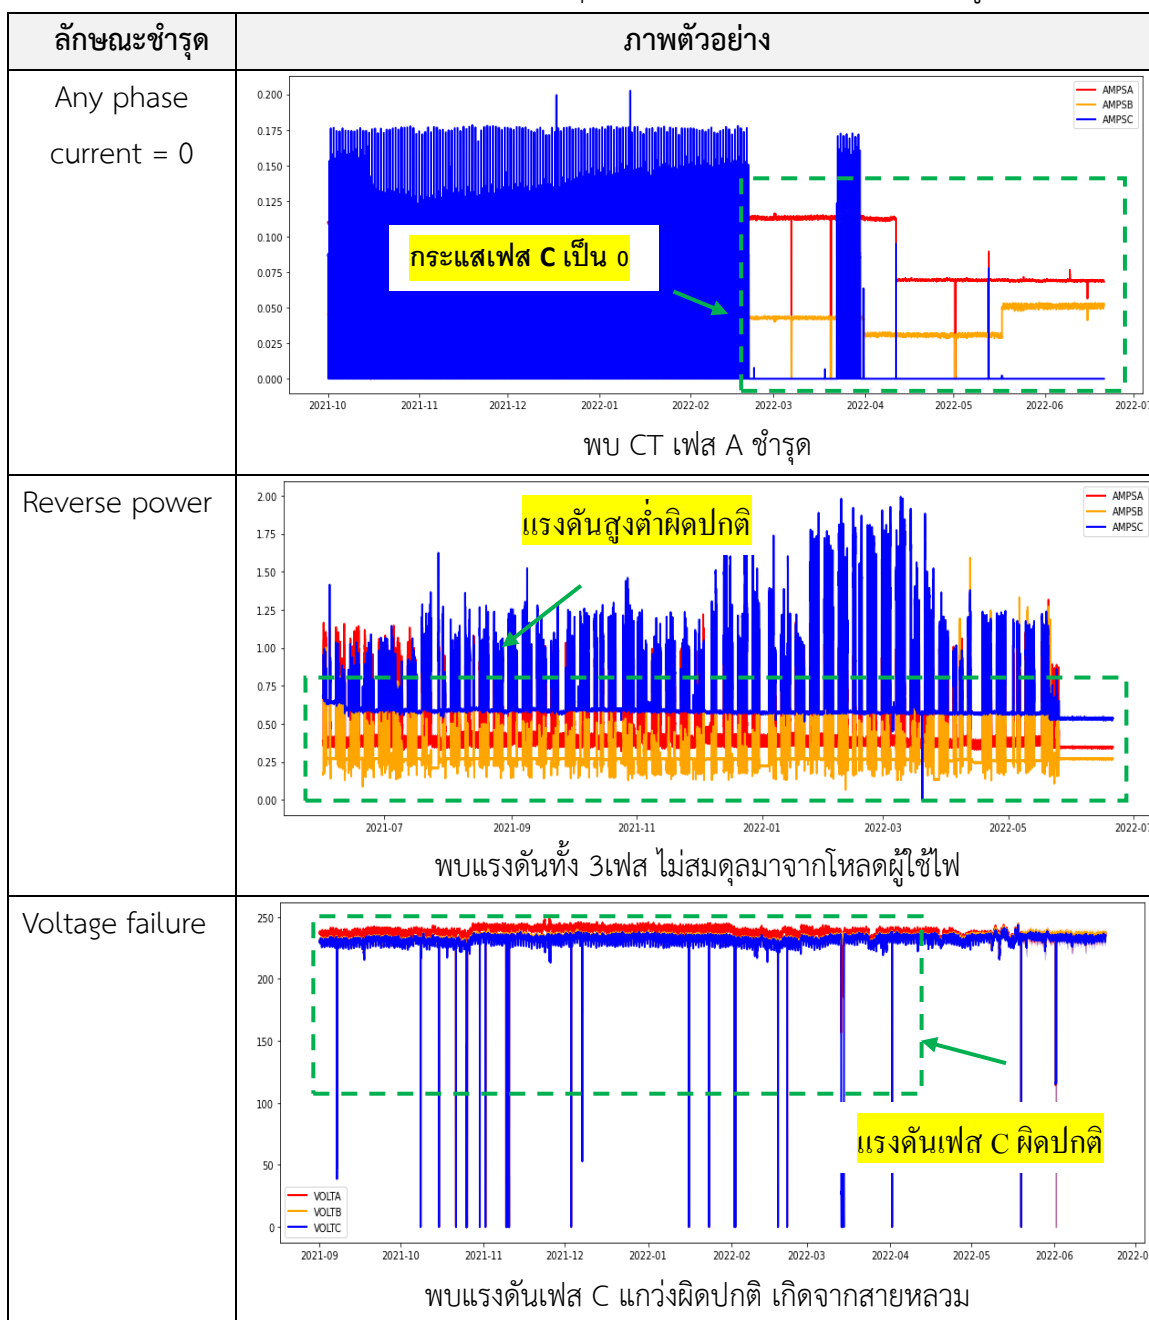 ลักษณะชำรุด
ภาพตัวอย่าง
Any phase
current = 0
0.200
0.175
0.150
0.125
0.100
0.075
0.050
0.025
0.000
AMPSA
AMPSB
AMPSC
กระแสเฟส C เป็น 0
2021-10 2021-11 2021-12 2022-01 2022-02 2022-03 2022-04 2022-05 2022-06 2022-07
พบ CT เฟส A ชำรุด
Reverse power
2.00
1.75
1.50
1.25
1.00
0.75
0.50
0.25
0.00
แรงดันสูงต่ำผิดปกติ
AMPSA
AMPSB
AMPSC
2021-07 2021-09 2021-11 2022-01 2022-03 2022-05 2022-07
พบแรงดันทั้ง 3เฟส ไม่สมดุลมาจากโหลดผู้ใช้ไฟ
Voltage failure
250
200
150
100
50
0
แรงดันเฟส C ผิดปกติ
VOLTA
VOLTB
VOLTC
2021-09 2021-10 2021-11 2021-12 2022-01 2022-02 2022-03 2022-04 2022-05 2022-06 2022-0
พบแรงดันเฟส C แกว่งผิดปกติ เกิดจากสายหลวม